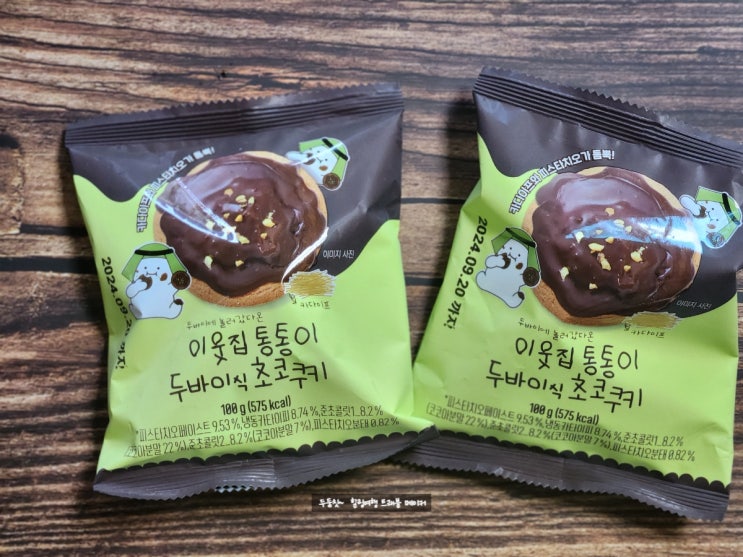 카다이프와 피스타치오가 듬뿍!
이미지 사진
카다이프
2024.09.20 까지
두바이에 놀러갔다온
이웃집 통통이
두바이식 초코쿠키
100 g (575 kcal)
*피스타치오페이스트 9.53 %, 냉동카타이피 8.74 %, 준초콜릿1...8.2 %
(코코아분말 22 %), 준초콜릿2...8.2 %(코코아분말 7 %), 피스타치오분태 0.82 %
카다이프와 피스타치오가 듬뿍!
이미지 사진
카다이프
2024.09.20 까지
두바이에 놀러갔다온
이웃집 통통이
두바이식 초코쿠키
100 g (575 kcal)
*피스타치오페이스트 9.53 %, 냉동카타이피 8.74 %, 준초콜릿1...8.2 %
(코코아분말 22 %), 준초콜릿2...8.2 %(코코아분말 7 %), 피스타치오분태 0.82 %